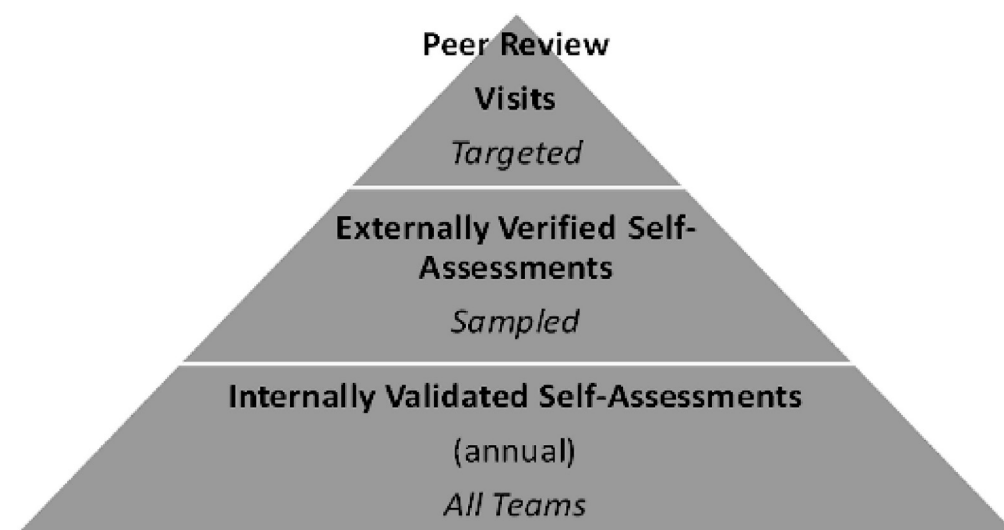 Peer Review
Visits
Targeted
Externally Verified Self-
Assessments
Sampled
Internally Validated Self-Assessments
(annual)
All Teams